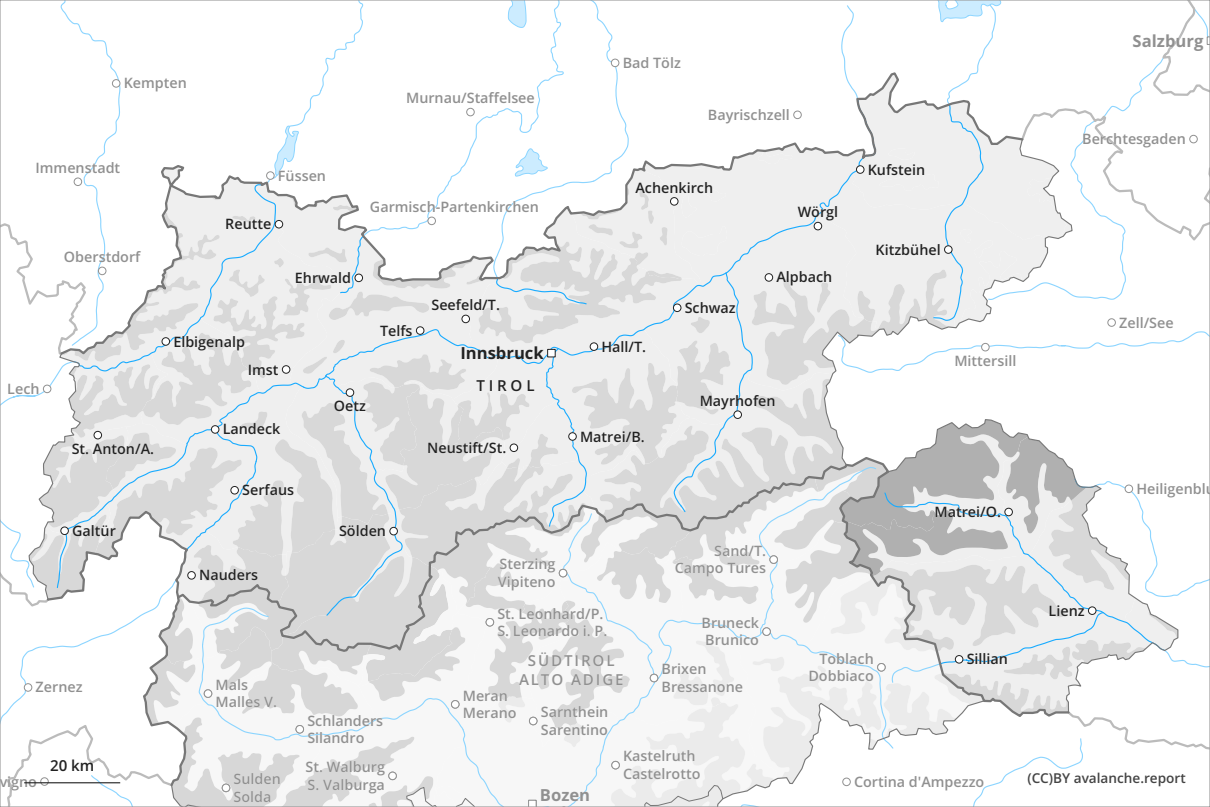 Salzburg
Bad Tölz
Kempten
Murnau/Staffelsee
Bayrischzell
Berchtesgaden
Immenstadt
Füssen
Kufstein
Achenkirch
Garmisch-Partenkirchen
Wörgl
Reutte
Kitzbühel
Oberstdorf
Ehrwald
Alpbach
Seefeld/T.
Schwaz
Zell/See
Telfs
Elbigenalp
Innsbruck
Hall/T.
Mittersill
Imst
TIROL
Lech
Oetz
Mayrhofen
Landeck
Matrei/B.
St. Anton/A.
Neustift/St.
Serfaus
Heiligenblu
Matrei/O.
Galtür
Sölden
Sand/T.
Campo Tures
Sterzing
Vipiteno
Nauders
Lienz
St. Leonhard/P.
S. Leonardo i. P.
Bruneck
Brunico
SÜDTIROL
ALTO ADIGE
Toblach
Dobbiaco
Sillian
Brixen
Bressanone
Zernez
Mals
Malles V.
Meran
Merano
Sarnthein
Sarentino
Schlanders
Silandro
Kastelruth
Castelrotto
20 km
St. Walburg
S. Valburga
vigno
Sulden
Solda
Cortina d'Ampezzo
(CC)BY avalanche.report
Bozen